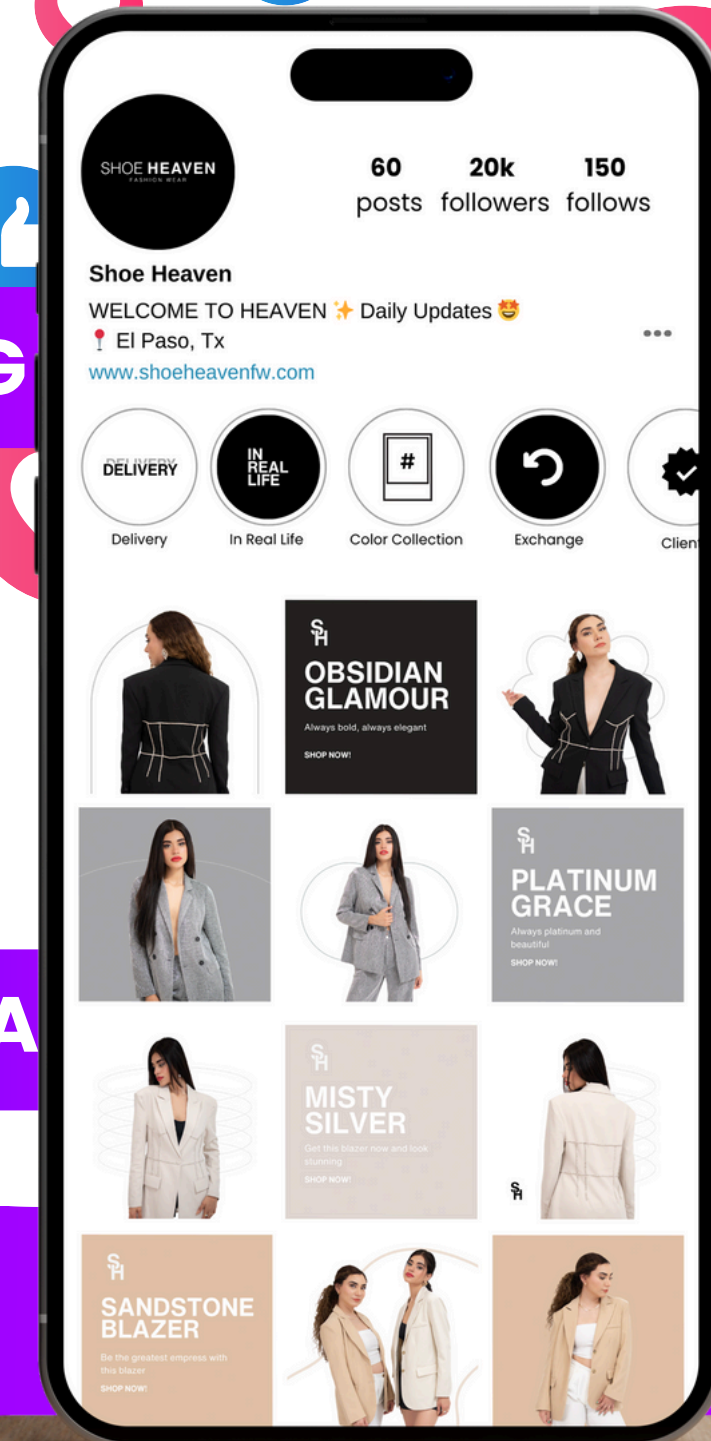 SHOE HEAVEN
FASHION WEAR
60 20k 150
posts followers follows
Shoe Heaven
WELCOME TO HEAVEN ✨ Daily Updates 🤩
📍 El Paso, Tx
www.shoeheavenfw.com
DELIVERY
IN
REAL
LIFE
#
Delivery
In Real Life
Color Collection
Exchange
Clien
G
SH
OBSIDIAN
GLAMOUR
Always bold, always elegant
SHOP NOW!
SH
PLATINUM
GRACE
Always platinum and
beautiful
SHOP NOW!
A
SH
MISTY
SILVER
Get this blazer now and look
stunning
SHOP NOW!
SH
SH
SANDSTONE
BLAZER
Be the greatest empress with
this blazer
SHOP NOW!